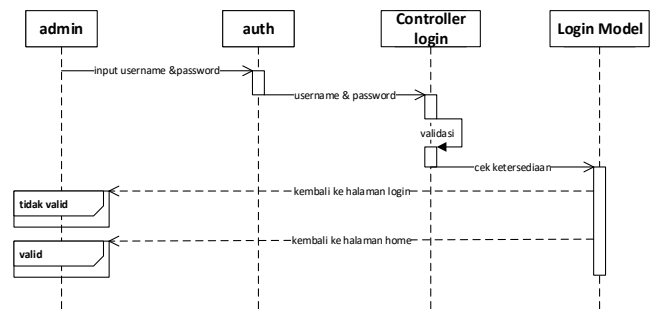 admin
auth
Controller
login
Login Model
input username &password
username & password
validasi
cek ketersediaan
kembali ke halaman login
tidak valid
kembali ke halaman home
valid